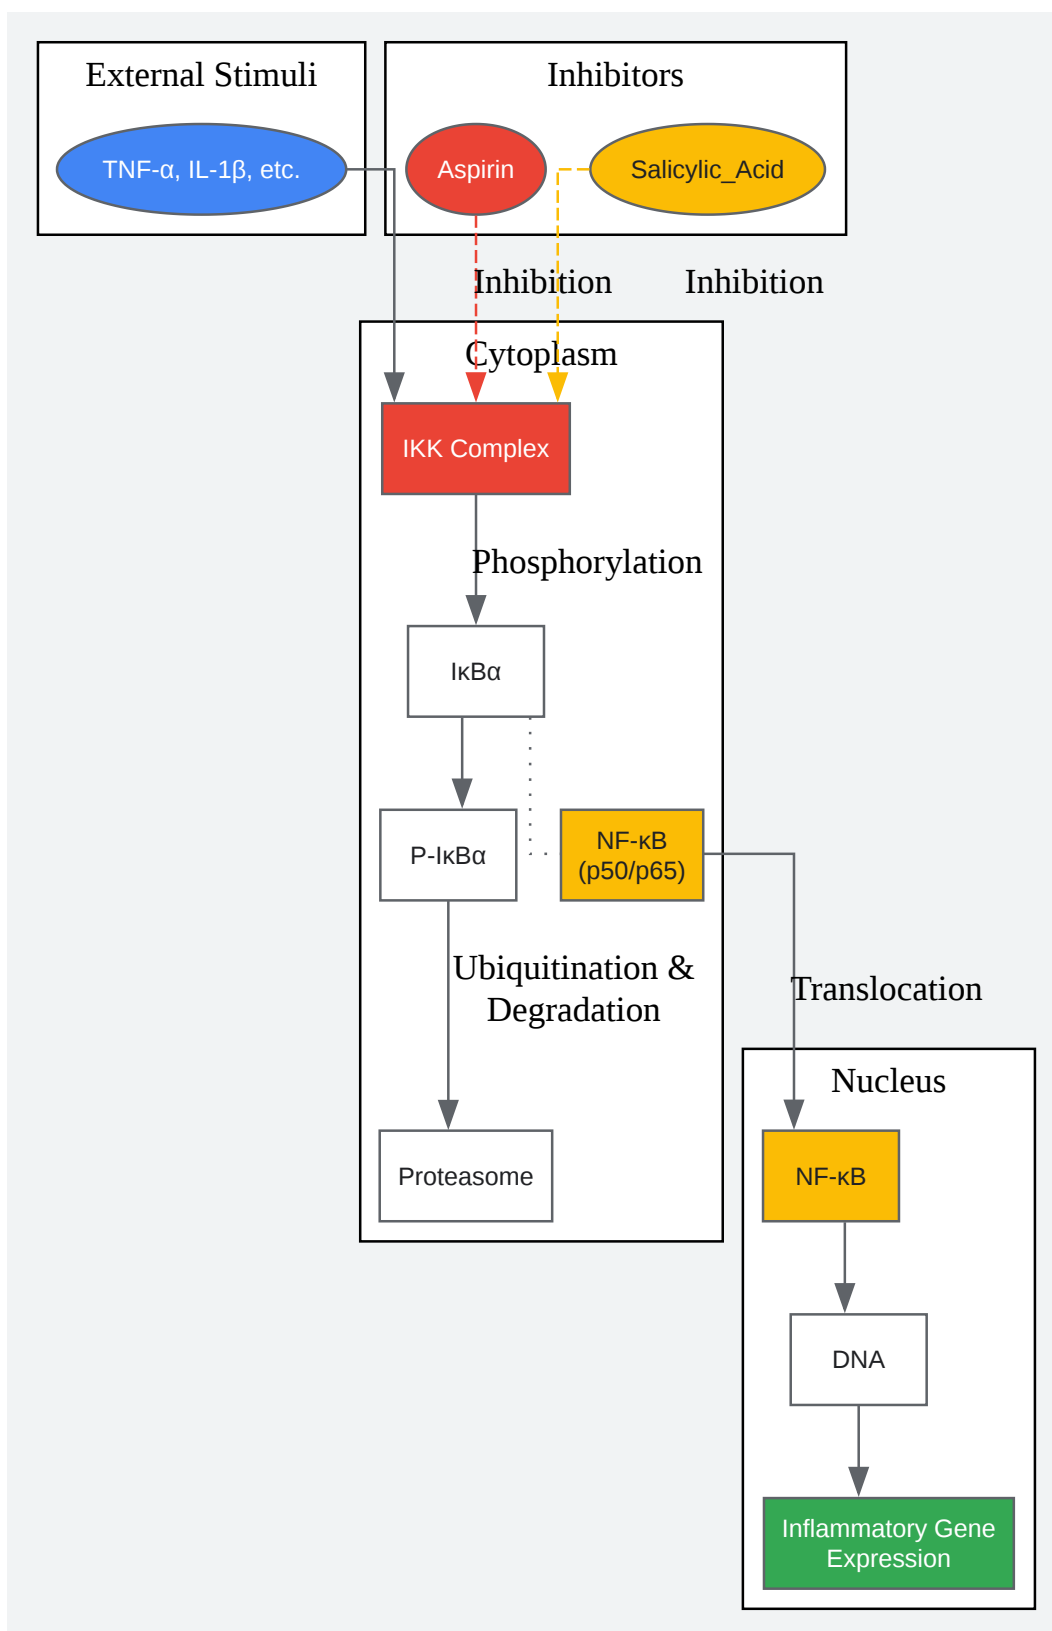 External Stimuli
Inhibitors
TNF-α, IL-1β, etc.
Aspirin
Salicylic_Acid
Inhibition
Inhibition
Cytoplasm
IKK Complex
Phosphorylation
IκBα
P-IκBα
NF-κB
(p50/p65)
Ubiquitination &
Degradation
Translocation
Nucleus
Proteasome
NF-κB
DNA
Inflammatory Gene
Expression